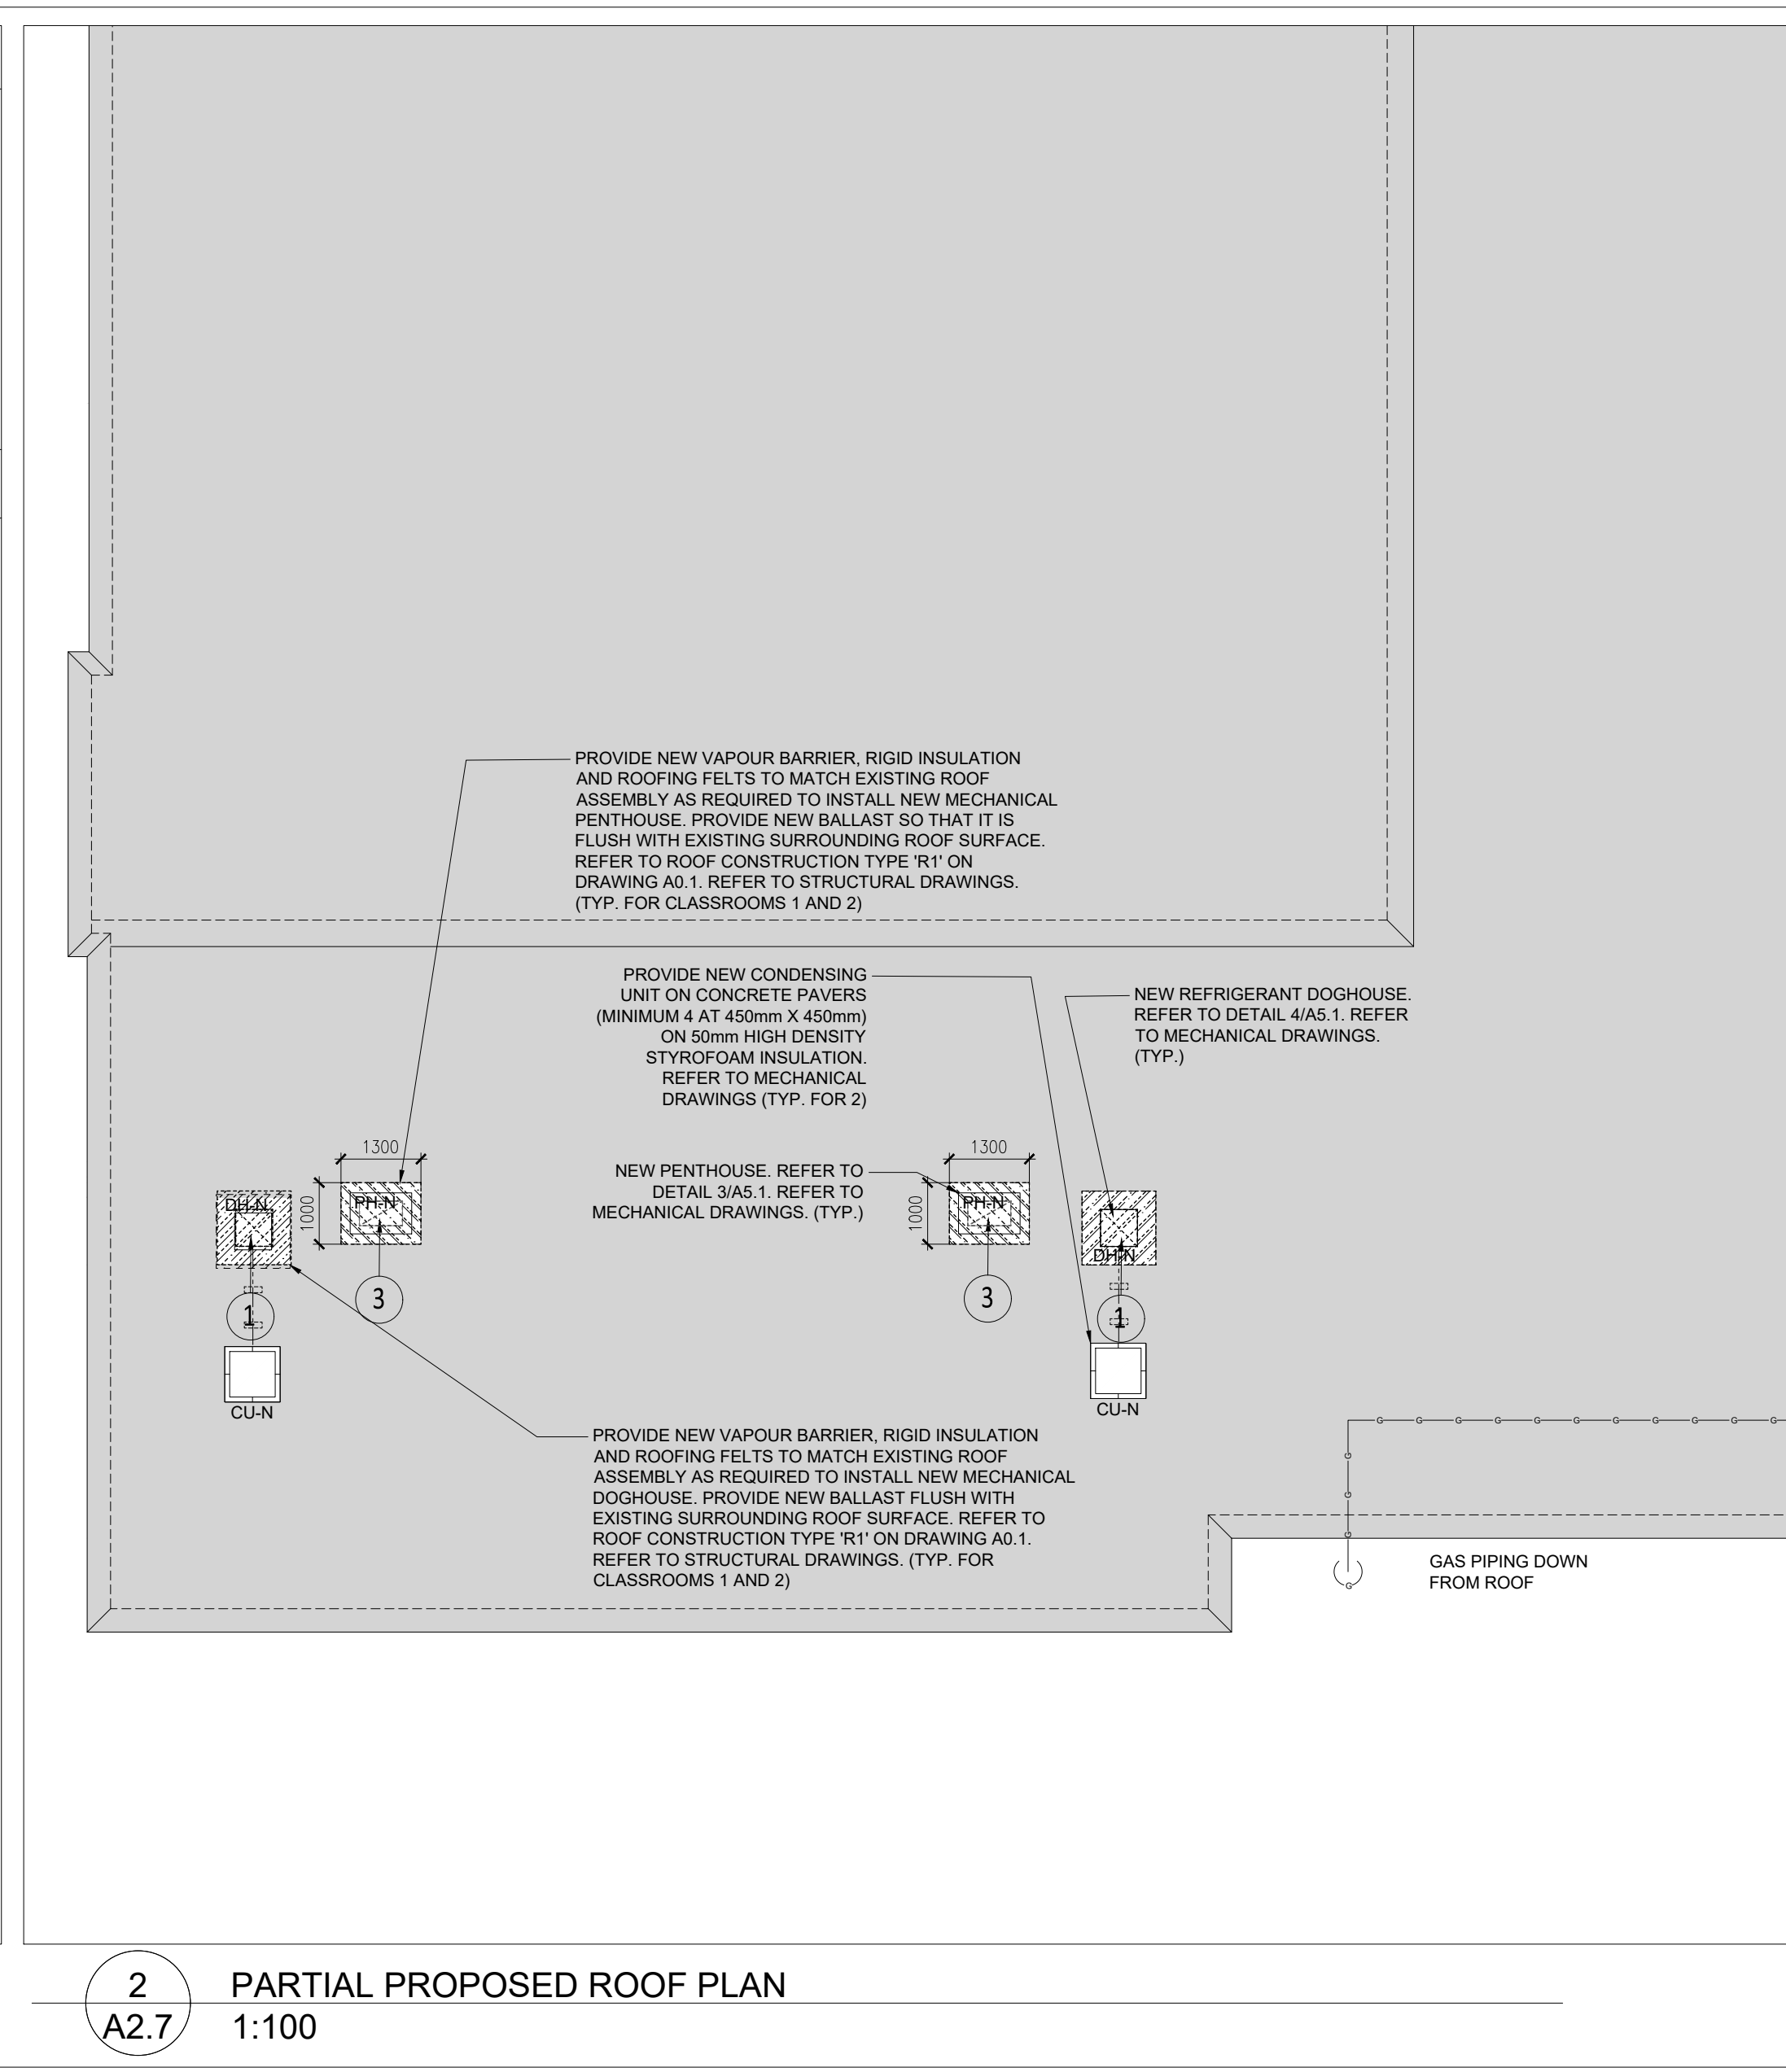 PROVIDE NEW VAPOUR BARRIER, RIGID INSULATION
AND ROOFING FELTS TO MATCH EXISTING ROOF
ASSEMBLY AS REQUIRED TO INSTALL NEW MECHANICAL
PENTHOUSE. PROVIDE NEW BALLAST SO THAT IT IS
FLUSH WITH EXISTING SURROUNDING ROOF SURFACE.
REFER TO ROOF CONSTRUCTION TYPE 'R1' ON
DRAWING A0.1. REFER TO STRUCTURAL DRAWINGS.
(TYP. FOR CLASSROOMS 1 AND 2)
PROVIDE NEW CONDENSING
UNIT ON CONCRETE PAVERS
(MINIMUM 4 AT 450mm X 450mm)
ON 50mm HIGH DENSITY
STYROFOAM INSULATION.
REFER TO MECHANICAL
DRAWINGS (TYP. FOR 2)
NEW REFRIGERANT DOGHOUSE.
REFER TO DETAIL 4/A5.1. REFER
TO MECHANICAL DRAWINGS.
(TYP.)
1300
1000
DH-N
PH-N
NEW PENTHOUSE. REFER TO
DETAIL 3/A5.1. REFER TO
MECHANICAL DRAWINGS. (TYP.)
1300
1000
PH-N
DH-N
1
3
3
1
CU-N
CU-N
PROVIDE NEW VAPOUR BARRIER, RIGID INSULATION
AND ROOFING FELTS TO MATCH EXISTING ROOF
ASSEMBLY AS REQUIRED TO INSTALL NEW MECHANICAL
DOGHOUSE. PROVIDE NEW BALLAST FLUSH WITH
EXISTING SURROUNDING ROOF SURFACE. REFER TO
ROOF CONSTRUCTION TYPE 'R1' ON DRAWING A0.1.
REFER TO STRUCTURAL DRAWINGS. (TYP. FOR
CLASSROOMS 1 AND 2)
G G G G G G G G G G G
G
G
G
G
GAS PIPING DOWN
FROM ROOF
2
A2.7
PARTIAL PROPOSED ROOF PLAN
1:100